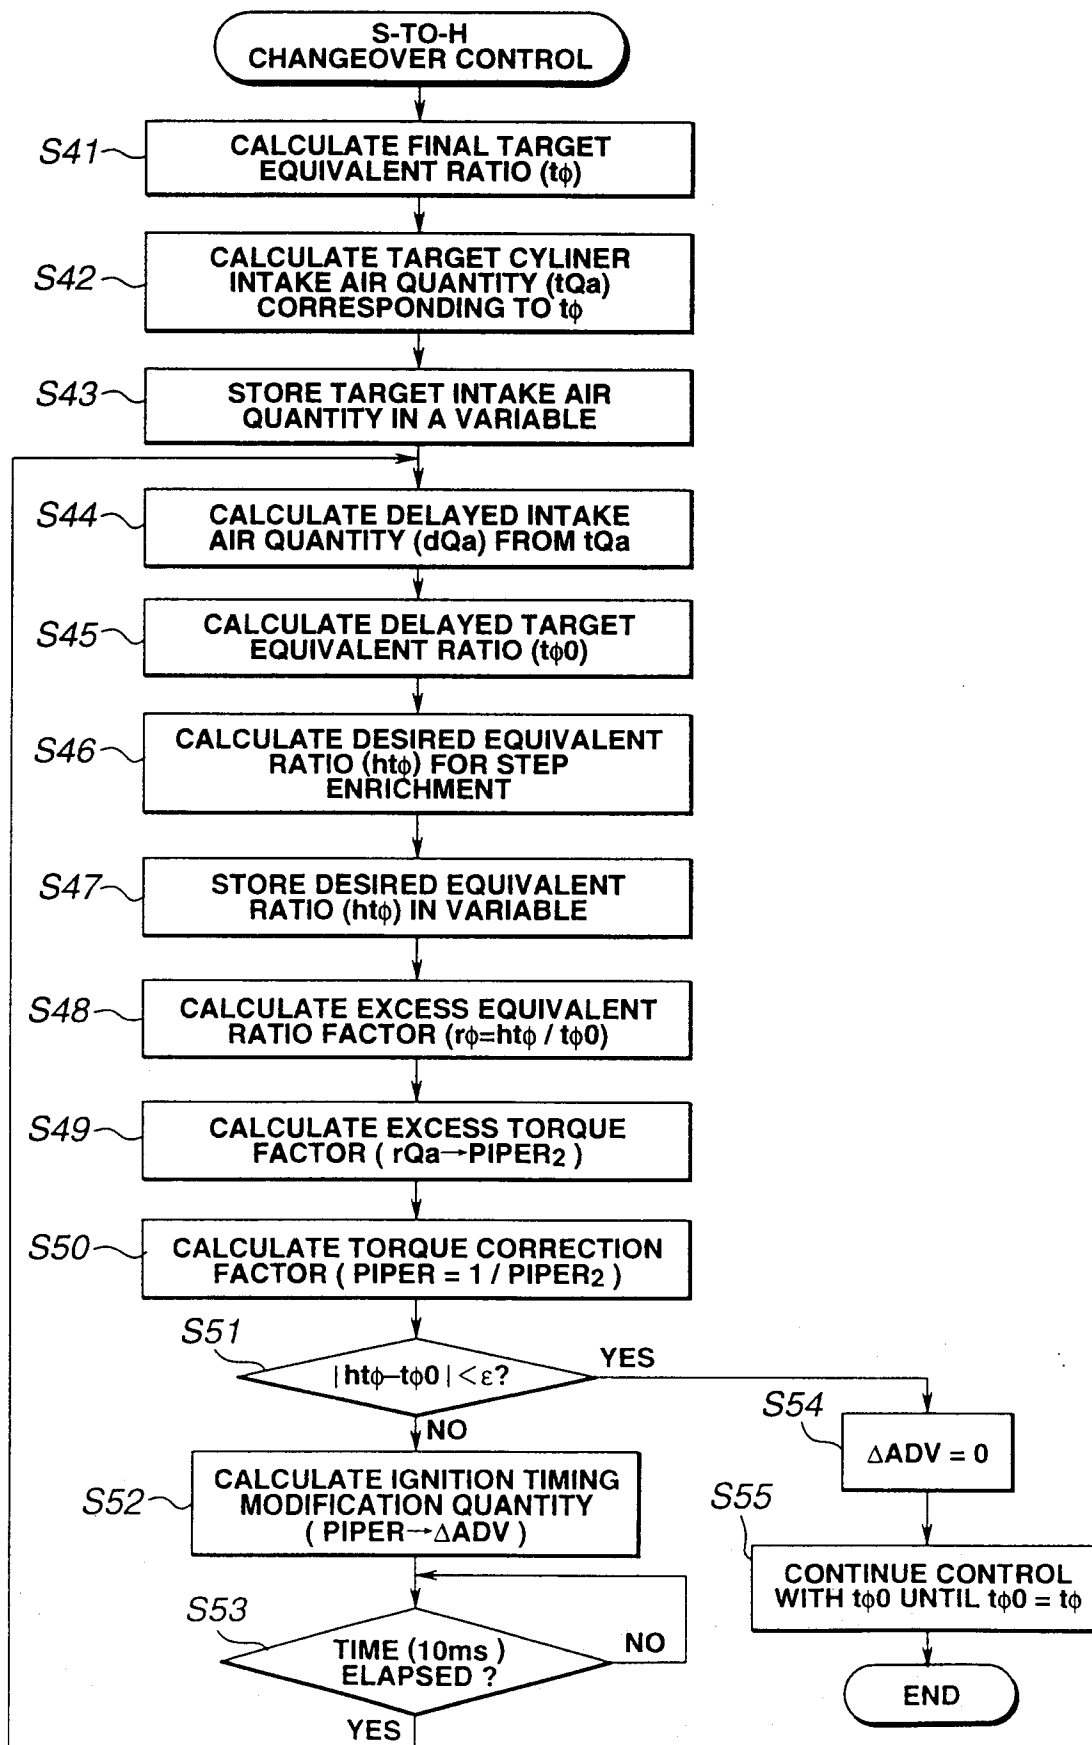 S-TO-H
CHANGEOVER CONTROL
S41
CALCULATE FINAL TARGET
EQUIVALENT RATIO (tϕ)
S42
CALCULATE TARGET CYLINER
INTAKE AIR QUANTITY (tQa)
CORRESPONDING TO tϕ
S43
STORE TARGET INTAKE AIR
QUANTITY IN A VARIABLE
S44
CALCULATE DELAYED INTAKE
AIR QUANTITY (dQa) FROM tQa
S45
CALCULATE DELAYED TARGET
EQUIVALENT RATIO (tϕ0)
S46
CALCULATE DESIRED EQUIVALENT
RATIO (htϕ) FOR STEP
ENRICHMENT
S47
STORE DESIRED EQUIVALENT
RATIO (htϕ) IN VARIABLE
S48
CALCULATE EXCESS EQUIVALENT
RATIO FACTOR (rϕ=htϕ / tϕ0)
S49
CALCULATE EXCESS TORQUE
FACTOR ( rQa→PIPER₂ )
S50
CALCULATE TORQUE CORRECTION
FACTOR ( PIPER = 1 / PIPER₂ )
S51
|htϕ–tϕ0| <ε?
YES
NO
S52
CALCULATE IGNITION TIMING
MODIFICATION QUANTITY
( PIPER→ΔADV )
S53
TIME (10ms )
ELAPSED ?
NO
YES
S54
ΔADV = 0
S55
CONTINUE CONTROL
WITH tϕ0 UNTIL tϕ0 = tϕ
END